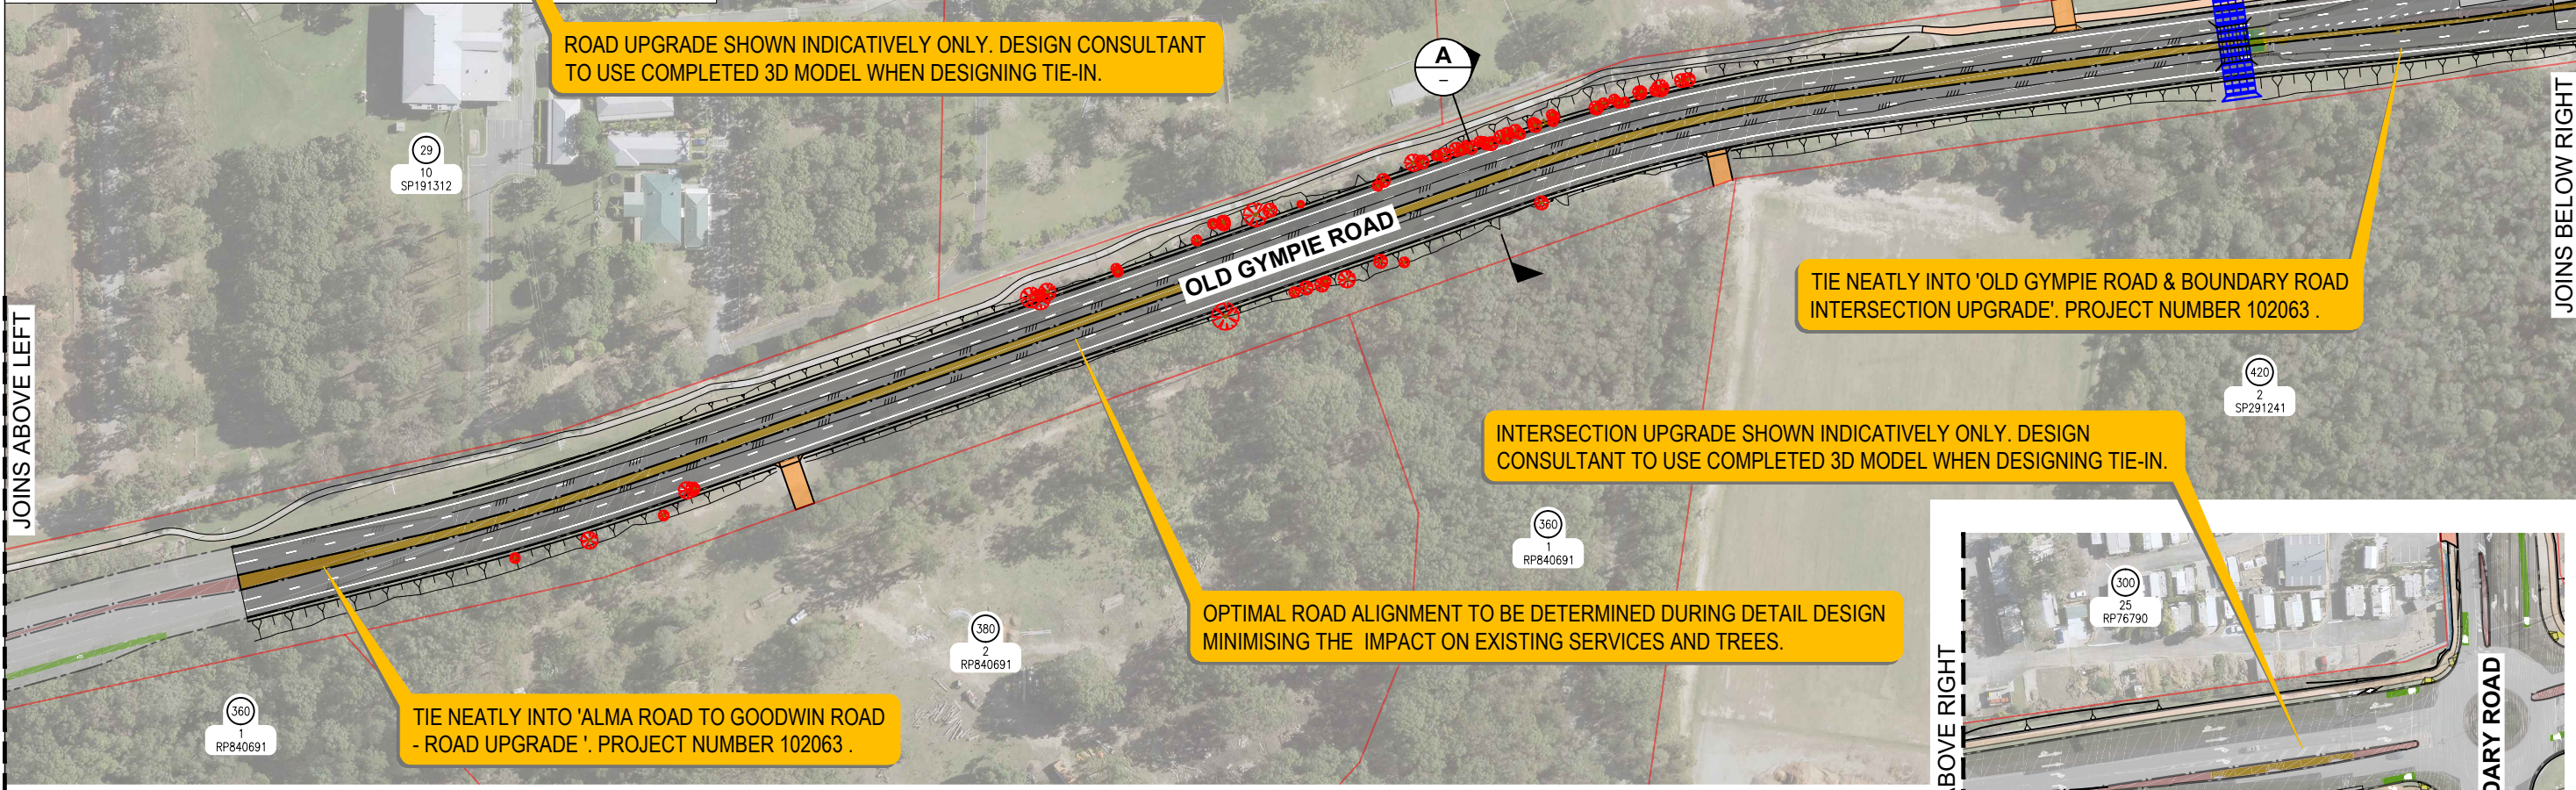 ROAD UPGRADE SHOWN INDICATIVELY ONLY. DESIGN CONSULTANT
TO USE COMPLETED 3D MODEL WHEN DESIGNING TIE-IN.
A
–
29
10
SP191312
OLD GYMPIE ROAD
JOINS ABOVE LEFT
JOINS BELOW RIGHT
TIE NEATLY INTO 'OLD GYMPIE ROAD & BOUNDARY ROAD
INTERSECTION UPGRADE'. PROJECT NUMBER 102063 .
420
2
SP291241
INTERSECTION UPGRADE SHOWN INDICATIVELY ONLY. DESIGN
CONSULTANT TO USE COMPLETED 3D MODEL WHEN DESIGNING TIE-IN.
360
1
RP840691
OPTIMAL ROAD ALIGNMENT TO BE DETERMINED DURING DETAIL DESIGN
MINIMISING THE  IMPACT ON EXISTING SERVICES AND TREES.
380
2
RP840691
360
1
RP840691
TIE NEATLY INTO 'ALMA ROAD TO GOODWIN ROAD
- ROAD UPGRADE '. PROJECT NUMBER 102063 .
300
25
RP76790
BOVE RIGHT
DARY ROAD